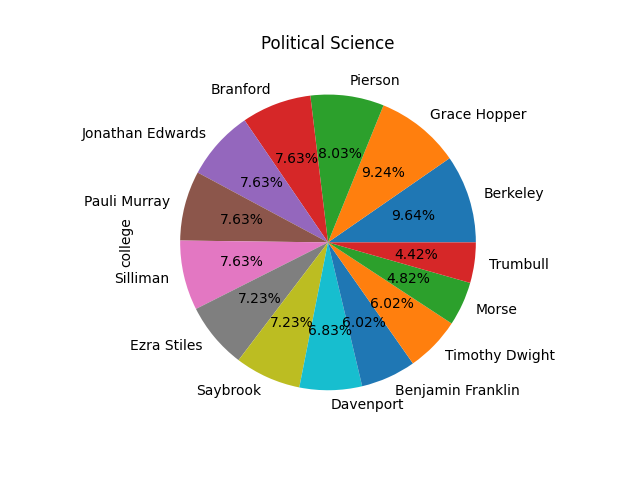 Political Science
Berkeley
9.64%
Grace Hopper
9.24%
Pierson
8.03%
Branford
7.63%
Jonathan Edwards
7.63%
Pauli Murray
7.63%
Silliman
7.63%
Ezra Stiles
7.23%
Saybrook
7.23%
Davenport
6.83%
Benjamin Franklin
6.02%
Timothy Dwight
6.02%
Morse
4.82%
Trumbull
4.42%
college